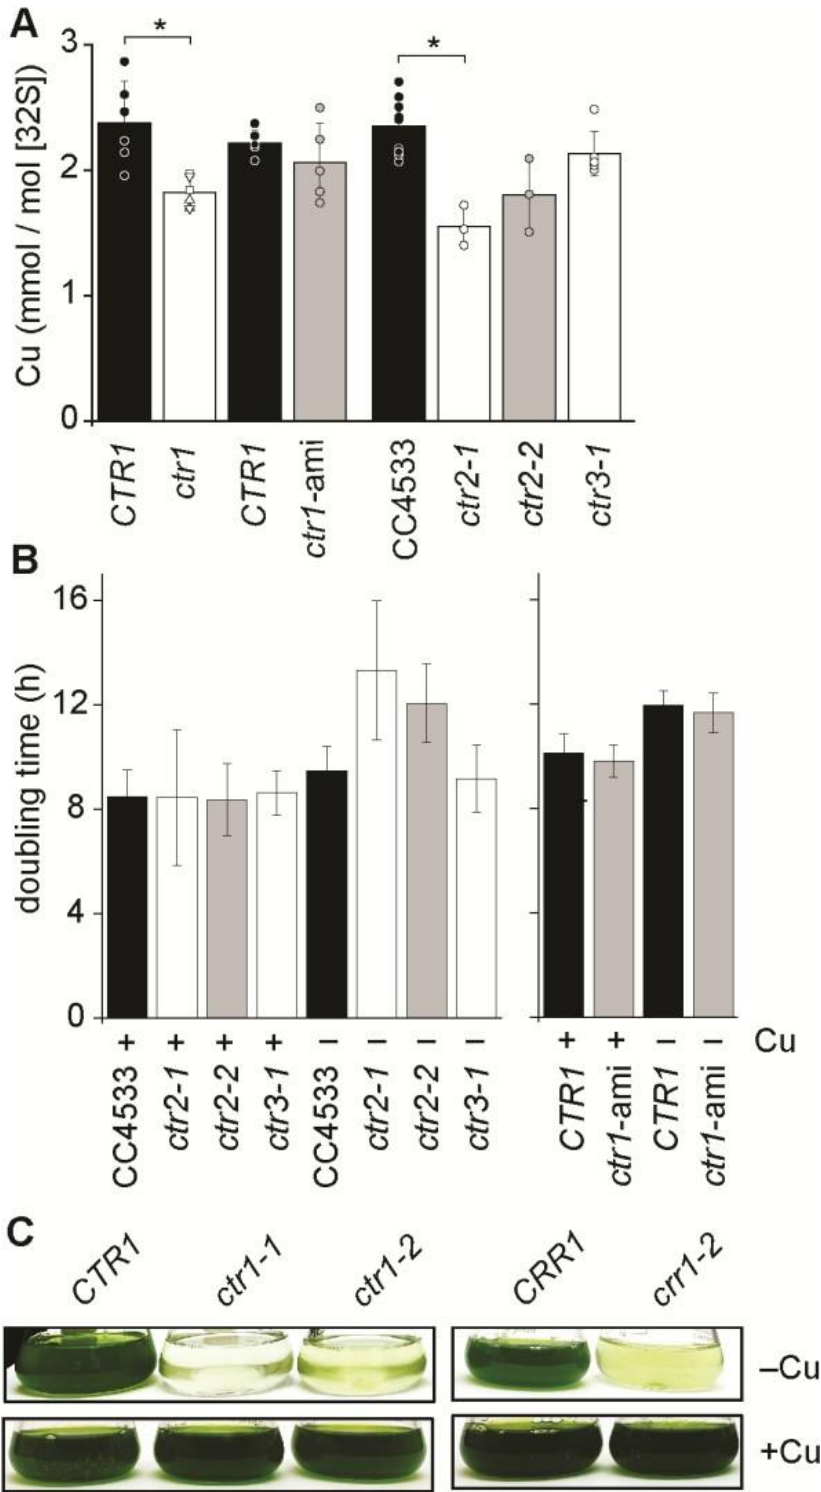 A
3
*
*
2
1
0
Cu (mmol / mol [32S])
CTR1
ctr1
CTR1
ctr1-ami
CC4533
ctr2-1
ctr2-2
ctr3-1
B
16
12
8
4
0
doubling time (h)
+ + + + – – – – + + – – Cu
CC4533
ctr2-1
ctr2-2
ctr3-1
CC4533
ctr2-1
ctr2-2
ctr3-1
CTR1
ctr1-ami
CTR1
ctr1-ami
C
CTR1
ctr1-1
ctr1-2
CRR1
crr1-2
–Cu
+Cu